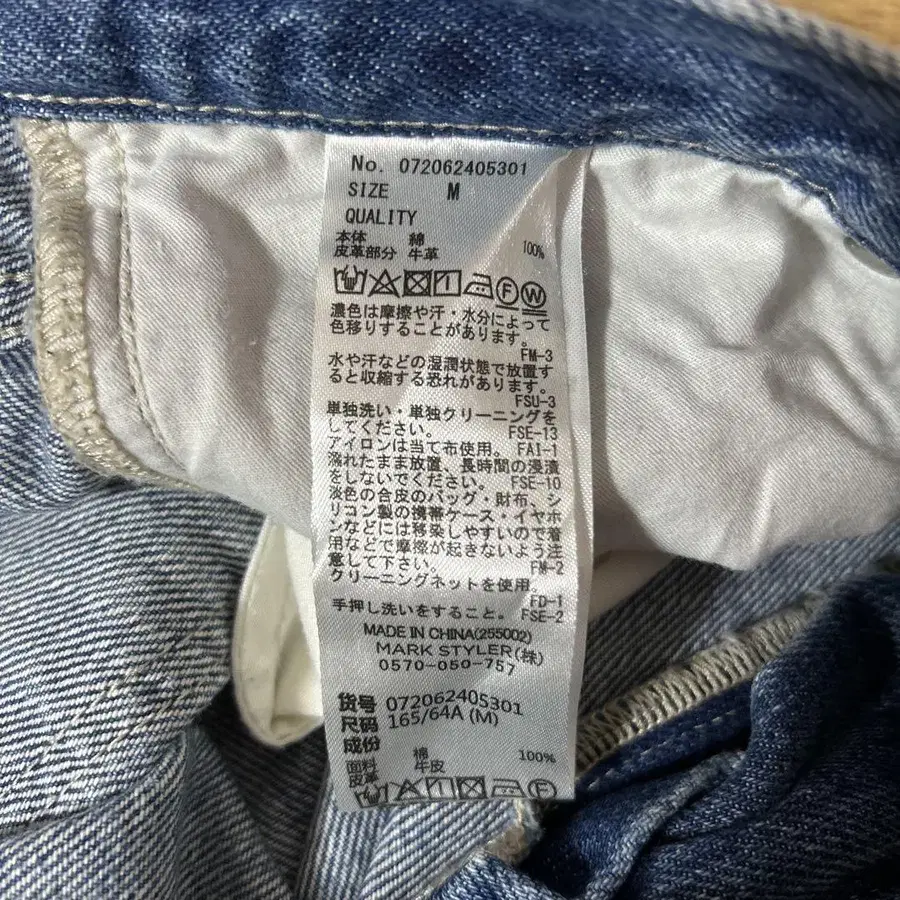 No. 072062405301
SIZE M
QUALITY
本体 綿 100%
皮革部分 牛革
濃色は摩擦や汗・水分によって
色移りすることがあります。
FM-3
水や汗などの湿潤状態で放置す
ると収縮する恐れがあります。
FSU-3
単独洗い・単独クリーニングを
してください。 FSE-13
アイロンは当て布使用。 FAI-1
濡れたまま放置、長時間の浸漬
をしないでください。 FSE-10
淡色の合皮のバッグ・財布、シ
リコン製の携帯ケース・イヤホ
ンなどには移染しやすいので着
用などで摩擦が起きないよう注
意して下さい。 FM-2
クリーニングネットを使用。
FD-1
手押し洗いをすること。 FSE-2
MADE IN CHINA(255002)
MARK STYLER(株)
0570-050-757
货号 072062405301
尺码 165/64A (M)
成份
面料 棉 100%
皮革 牛皮